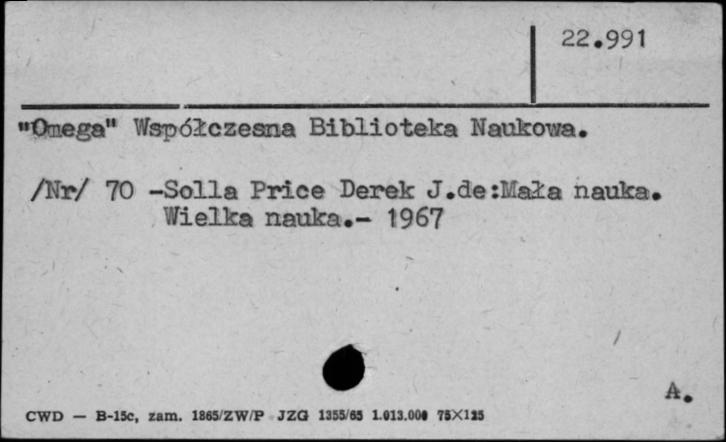 22.991
"Omega" Współczesna Biblioteka Naukowa.
/Nr/ 70 -Solla Price Derek J.de:Mała nauka.
Wielka nauka.- 1967
A.
CWD — B-15c, zam. 1865/ZW/P JZG 1355/65 1.013.000 75X125